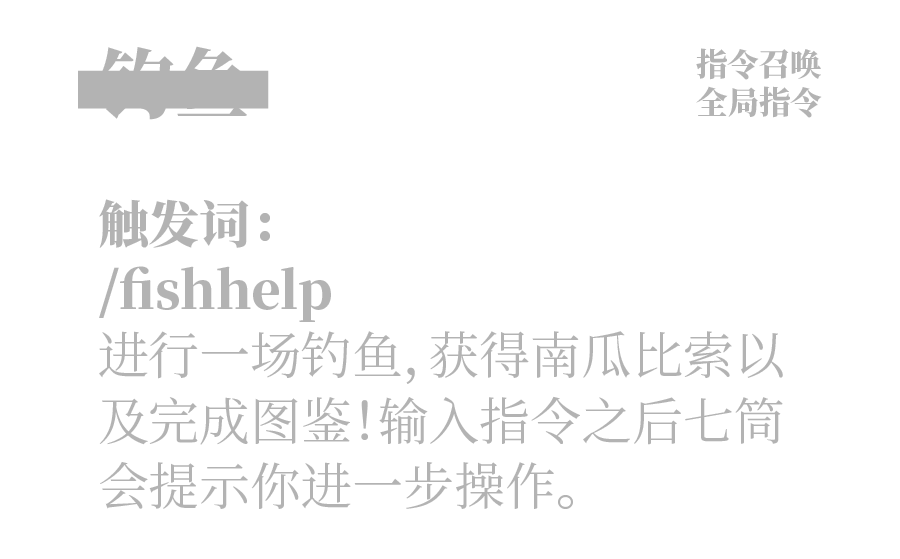 钓鱼
指令召唤
全局指令
触发词：
/fishhelp
进行一场钓鱼，获得南瓜比索以
及完成图鉴！输入指令之后七筒
会提示你进一步操作。